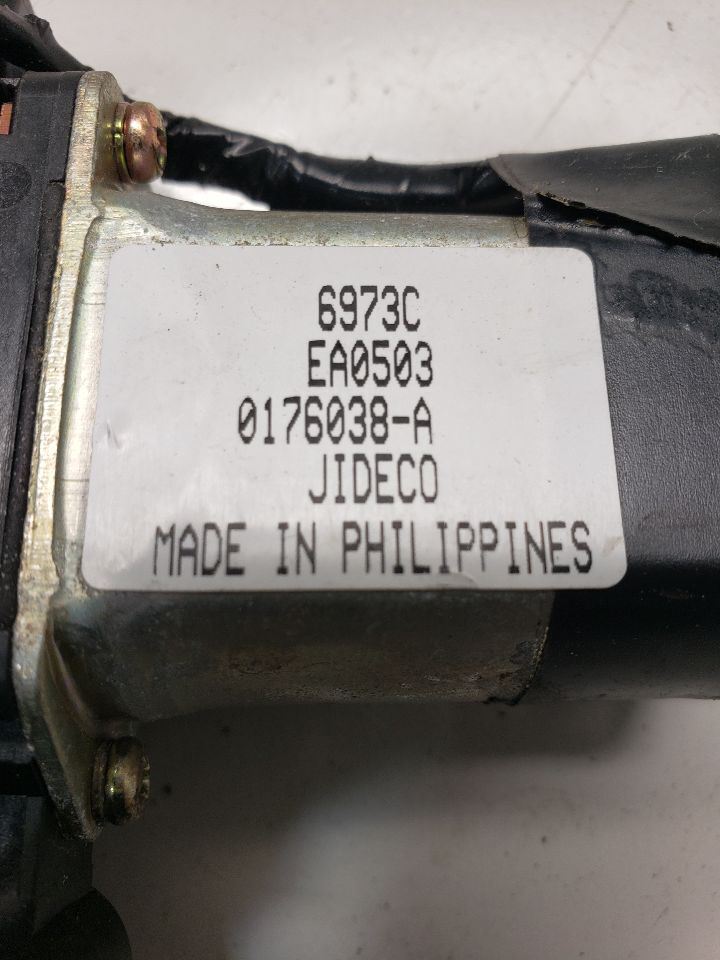 6973C
EA0503
0176038-A
JIDECO
MADE IN PHILIPPINES